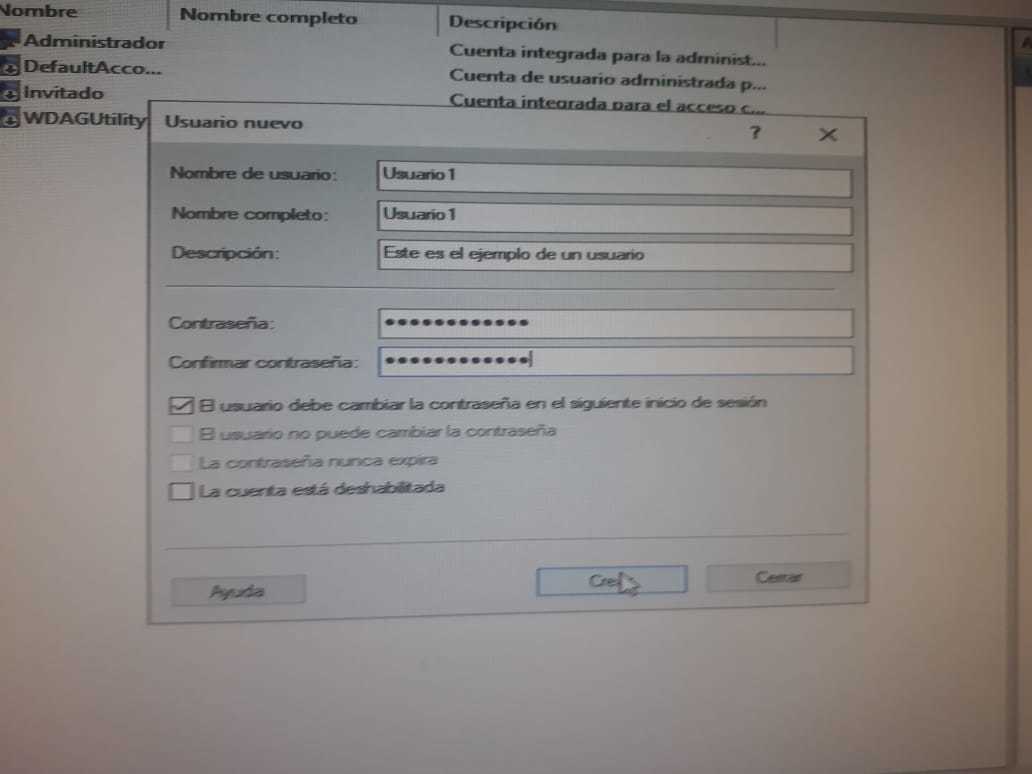 Nombre Nombre completo Descripción
Administrador Cuenta integrada para la administ...
DefaultAcco... Cuenta de usuario administrada p...
Invitado Cuenta integrada para el acceso c...
WDAGUtility
Usuario nuevo ?
Nombre de usuario: Usuario1
Nombre completo: Usuario1
Descripción: Este es el ejemplo de un usuario
Contraseña: ●●●●●●●●●●●●
Confirmar contraseña: ●●●●●●●●●●●●
El usuario debe cambiar la contraseña en el siguiente inicio de sesión
El usuario no puede cambiar la contraseña
La contraseña nunca expira
La cuenta está deshabilitada
Ayuda Cre Cerrar